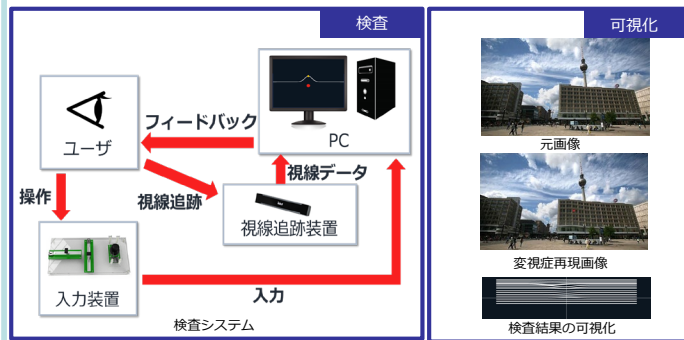 検査
ユーザ
フィードバック
PC
操作
視線追跡
視線データ
視線追跡装置
入力装置
入力
検査システム
可視化
元画像
変視症再現画像
検査結果の可視化